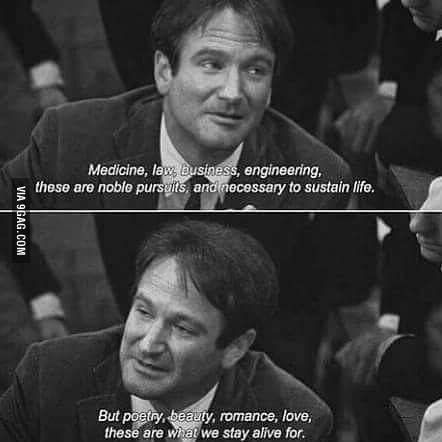 Medicine, law, business, engineering,
these are noble pursuits, and necessary to sustain life.
VIA 9GAG.COM
But poetry, beauty, romance, love,
these are what we stay alive for.